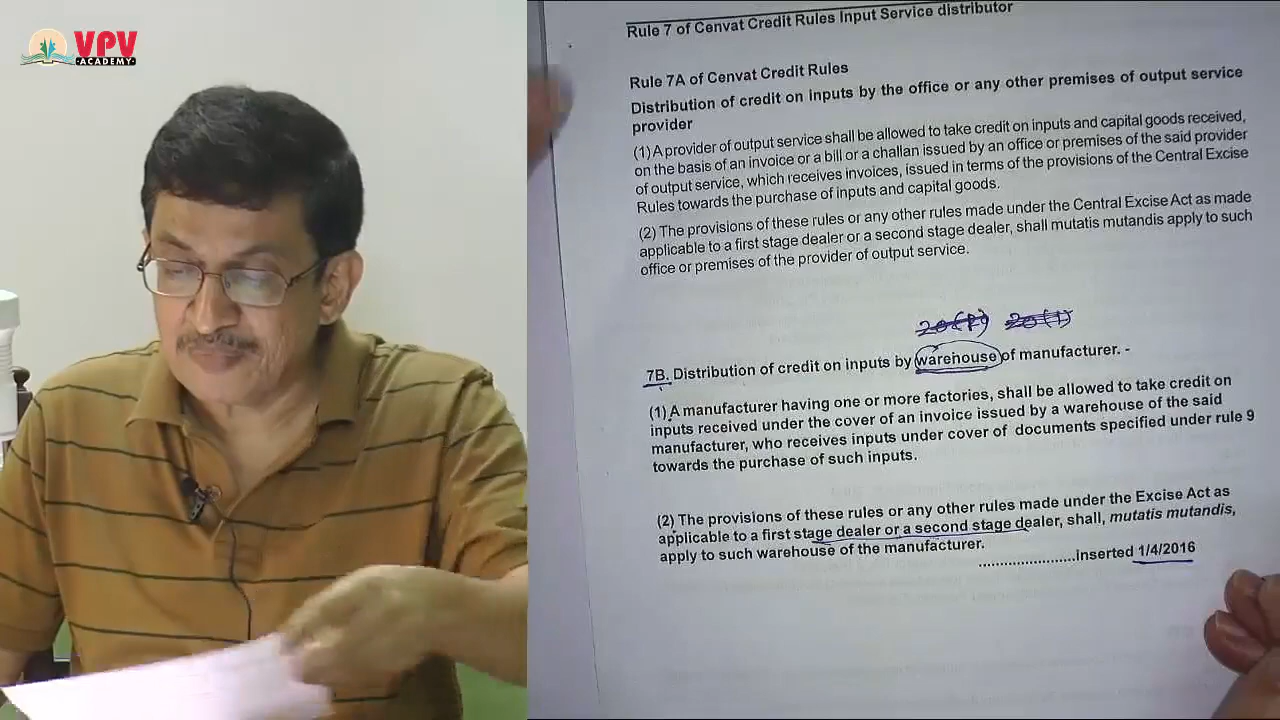 VPV
ACADEMY
Rule 7 of Cenvat Credit Rules Input Service distributor
Rule 7A of Cenvat Credit Rules
Distribution of credit on inputs by the office or any other premises of output service
provider
(1) A provider of output service shall be allowed to take credit on inputs and capital goods received,
on the basis of an invoice or a bill or a challan issued by an office or premises of the said provider
of output service, which receives invoices, issued in terms of the provisions of the Central Excise
Rules towards the purchase of inputs and capital goods.
(2) The provisions of these rules or any other rules made under the Central Excise Act as made
applicable to a first stage dealer or a second stage dealer, shall mutatis mutandis apply to such
office or premises of the provider of output service.
7B. Distribution of credit on inputs by warehouse of manufacturer. -
(1) A manufacturer having one or more factories, shall be allowed to take credit on
inputs received under the cover of an invoice issued by a warehouse of the said
manufacturer, who receives inputs under cover of documents specified under rule 9
towards the purchase of such inputs.
(2) The provisions of these rules or any other rules made under the Excise Act as
applicable to a first stage dealer or a second stage dealer, shall, mutatis mutandis,
apply to such warehouse of the manufacturer.
......................Inserted 1/4/2016